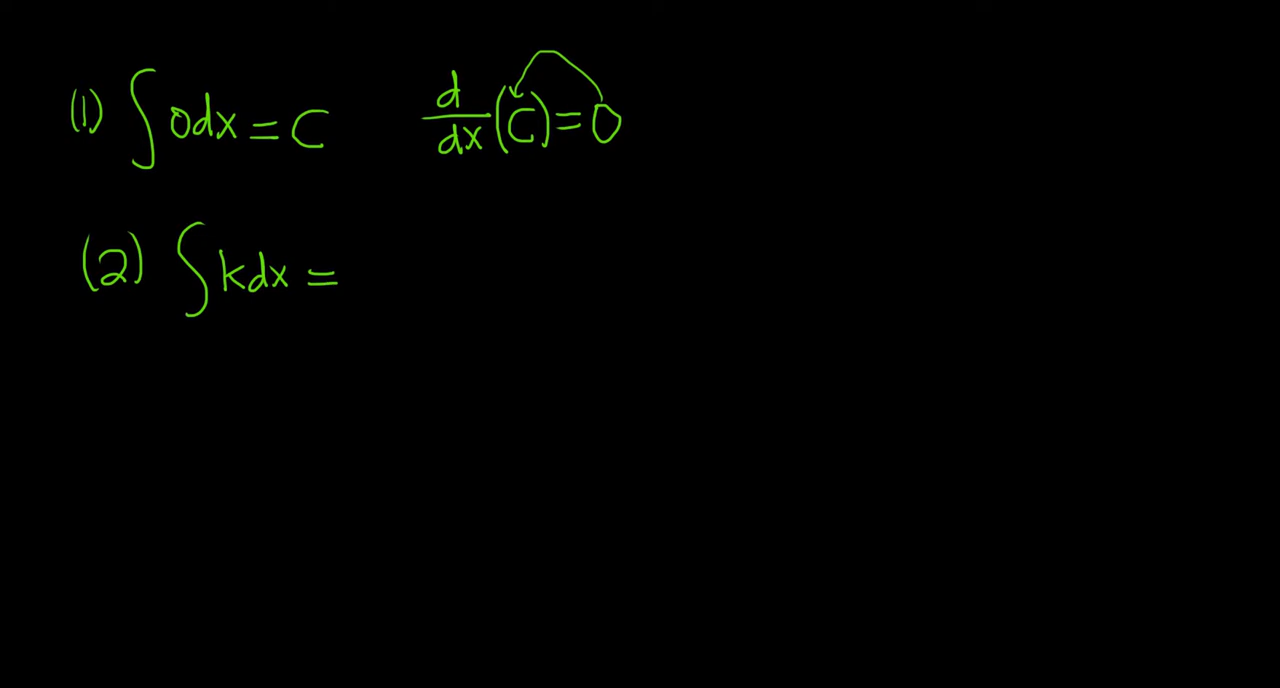 (1) ∫ 0dx = C d/dx (C) = 0
(2) ∫ kdx =